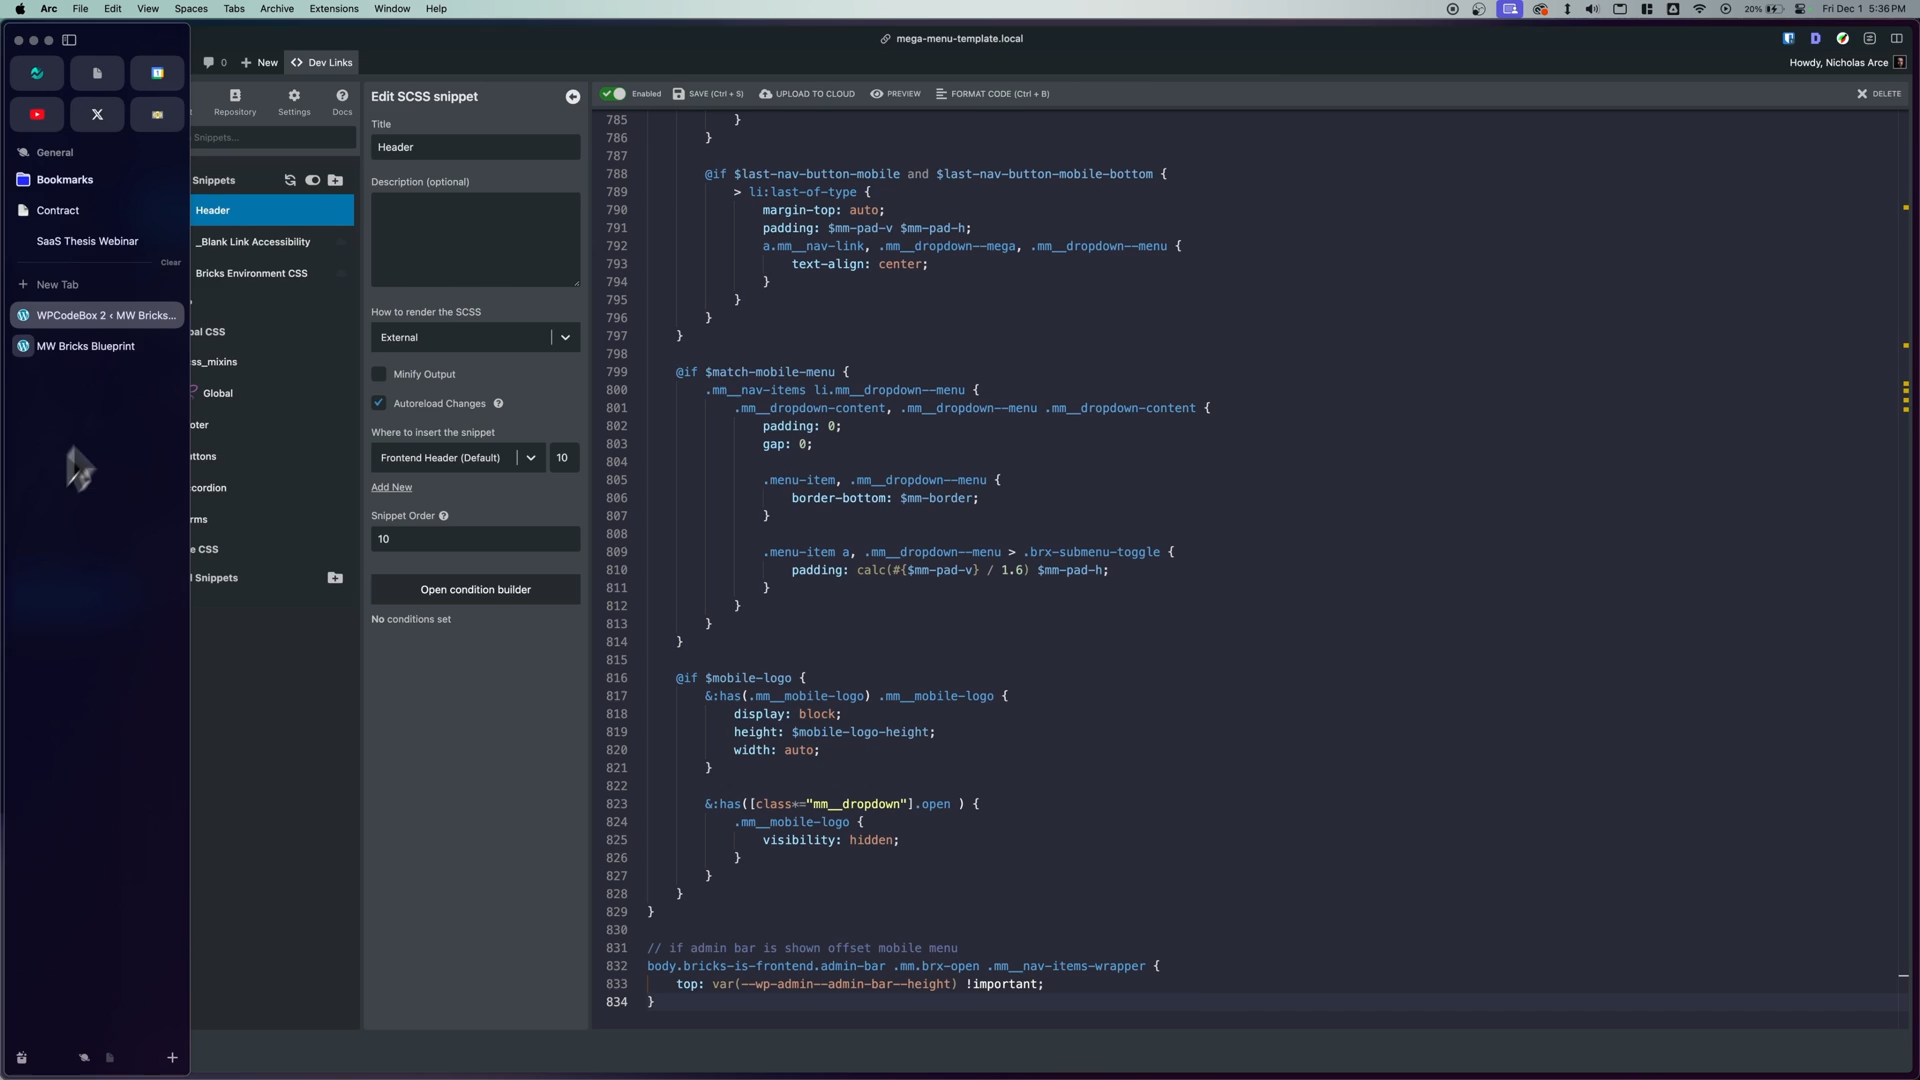 Arc File Edit View Spaces Tabs Archive Extensions Window Help
20% Fri Dec 1 5:36 PM
mega-menu-template.local
0 New Dev Links
Howdy, Nicholas Arce
Repository Settings Docs
Snippets...
General
Bookmarks
Contract
SaaS Thesis Webinar
Clear
New Tab
WPCodeBox 2 ‹ MW Bricks...
MW Bricks Blueprint
Snippets
Header
_Blank Link Accessibility
Bricks Environment CSS
bal CSS
ss_mixins
Global
oter
ttons
cordion
rms
e CSS
l Snippets
Edit SCSS snippet
Title
Header
Description (optional)
How to render the SCSS
External
Minify Output
Autoreload Changes
Where to insert the snippet
Frontend Header (Default) 10
Add New
Snippet Order
10
Open condition builder
No conditions set
Enabled SAVE (Ctrl + S) UPLOAD TO CLOUD PREVIEW FORMAT CODE (Ctrl + B) DELETE
785 }
786 }
787
788 @if $last-nav-button-mobile and $last-nav-button-mobile-bottom {
789 > li:last-of-type {
790 margin-top: auto;
791 padding: $mm-pad-v $mm-pad-h;
792 a.mm__nav-link, .mm__dropdown--mega, .mm__dropdown--menu {
793 text-align: center;
794 }
795 }
796 }
797 }
798
799 @if $match-mobile-menu {
800 .mm__nav-items li.mm__dropdown--menu {
801 .mm__dropdown-content, .mm__dropdown--menu .mm__dropdown-content {
802 padding: 0;
803 gap: 0;
804
805 .menu-item, .mm__dropdown--menu {
806 border-bottom: $mm-border;
807 }
808
809 .menu-item a, .mm__dropdown--menu > .brx-submenu-toggle {
810 padding: calc(#{$mm-pad-v} / 1.6) $mm-pad-h;
811 }
812 }
813 }
814 }
815
816 @if $mobile-logo {
817 &:has(.mm__mobile-logo) .mm__mobile-logo {
818 display: block;
819 height: $mobile-logo-height;
820 width: auto;
821 }
822
823 &:has([class*="mm__dropdown"].open ) {
824 .mm__mobile-logo {
825 visibility: hidden;
826 }
827 }
828 }
829 }
830
831 // if admin bar is shown offset mobile menu
832 body.bricks-is-frontend.admin-bar .mm.brx-open .mm__nav-items-wrapper {
833 top: var(--wp-admin--admin-bar--height) !important;
834 }